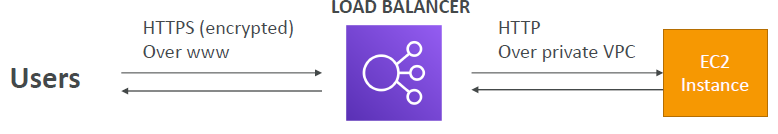 LOAD BALANCER
HTTPS (encrypted)
Over www
HTTP
Over private VPC
Users
EC2
Instance